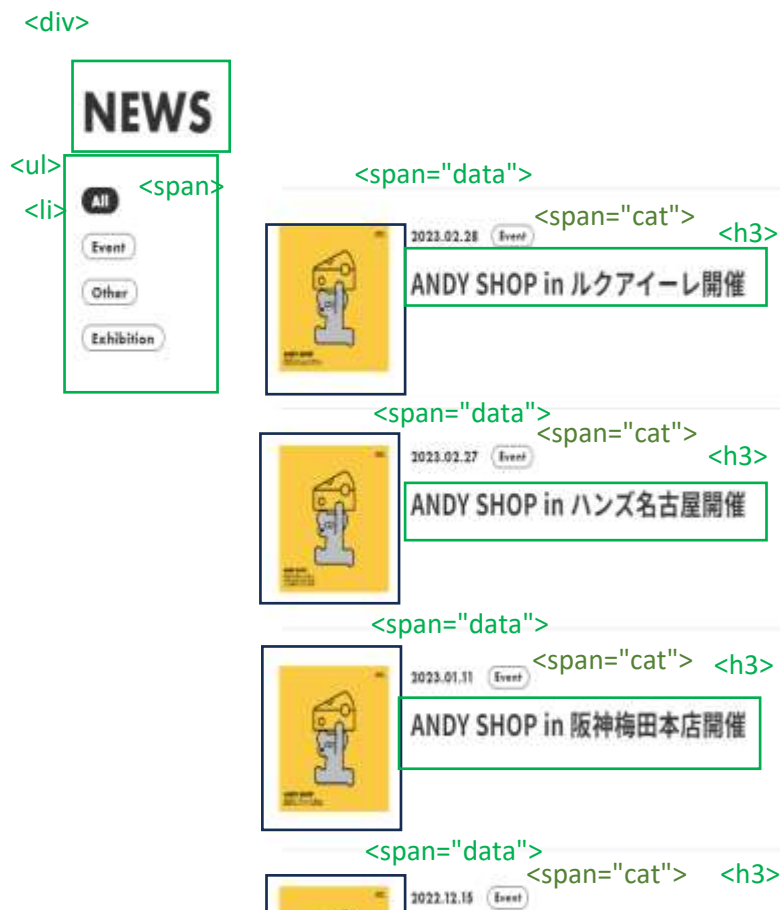 <div>
NEWS
<ul>
<li>
All
<span>
Event
Other
Exhibition
<span="data">
2023.02.28 Event
<span="cat">
<h3>
ANDY SHOP in ルクアイーレ開催
<span="data">
2023.02.27 Event
<span="cat">
<h3>
ANDY SHOP in ハンズ名古屋開催
<span="data">
2023.01.11 Event
<span="cat">
<h3>
ANDY SHOP in 阪神梅田本店開催
<span="data">
2022.12.15 Event
<span="cat">
<h3>